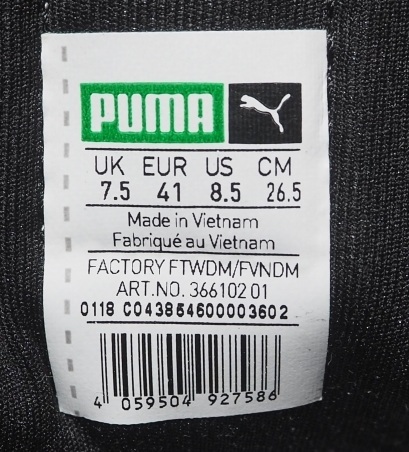 PUMA
UK EUR US CM
7.5 41 8.5 26.5
Made in Vietnam
Fabriqué au Vietnam
FACTORY FTWDM/FVNDM
ART.NO. 366102 01
0118 C043864600003602
4 059504 927586